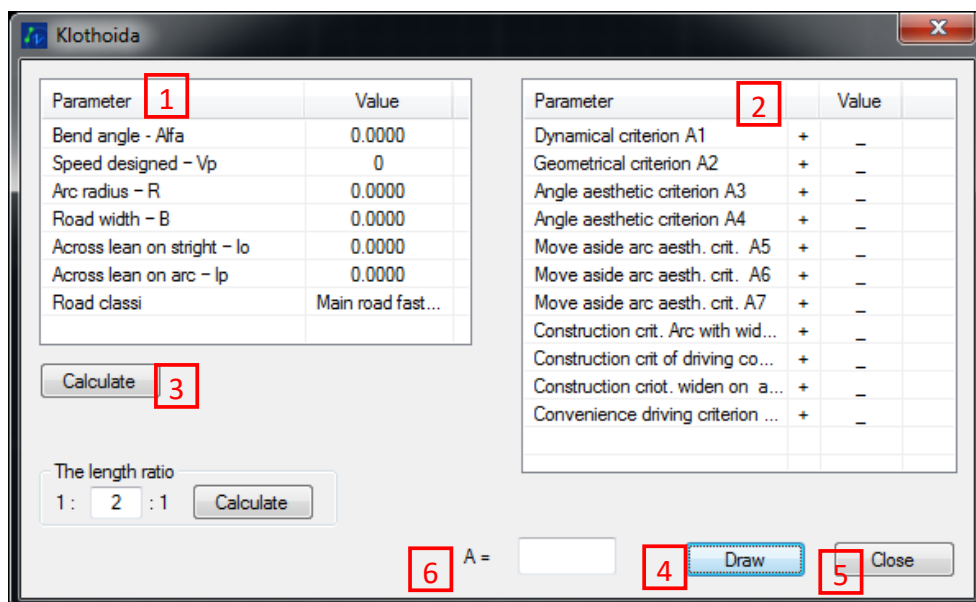 Klothoida
x
Parameter 1 Value
Bend angle - Alfa 0.0000
Speed designed – Vp 0
Arc radius – R 0.0000
Road width – B 0.0000
Across lean on stright – Io 0.0000
Across lean on arc – Ip 0.0000
Road classi Main road fast...
Calculate 3
The length ratio
1 : 2 : 1 Calculate
Parameter 2 Value
Dynamical criterion A1 + _
Geometrical criterion A2 + _
Angle aesthetic criterion A3 + _
Angle aesthetic criterion A4 + _
Move aside arc aesth. crit. A5 + _
Move aside arc aesth. crit. A6 + _
Move aside arc aesth. crit. A7 + _
Construction crit. Arc with wid... + _
Construction crit of driving co... + _
Construction criot. widen on a... + _
Convenience driving criterion ... + _
6 A = 4 Draw 5 Close